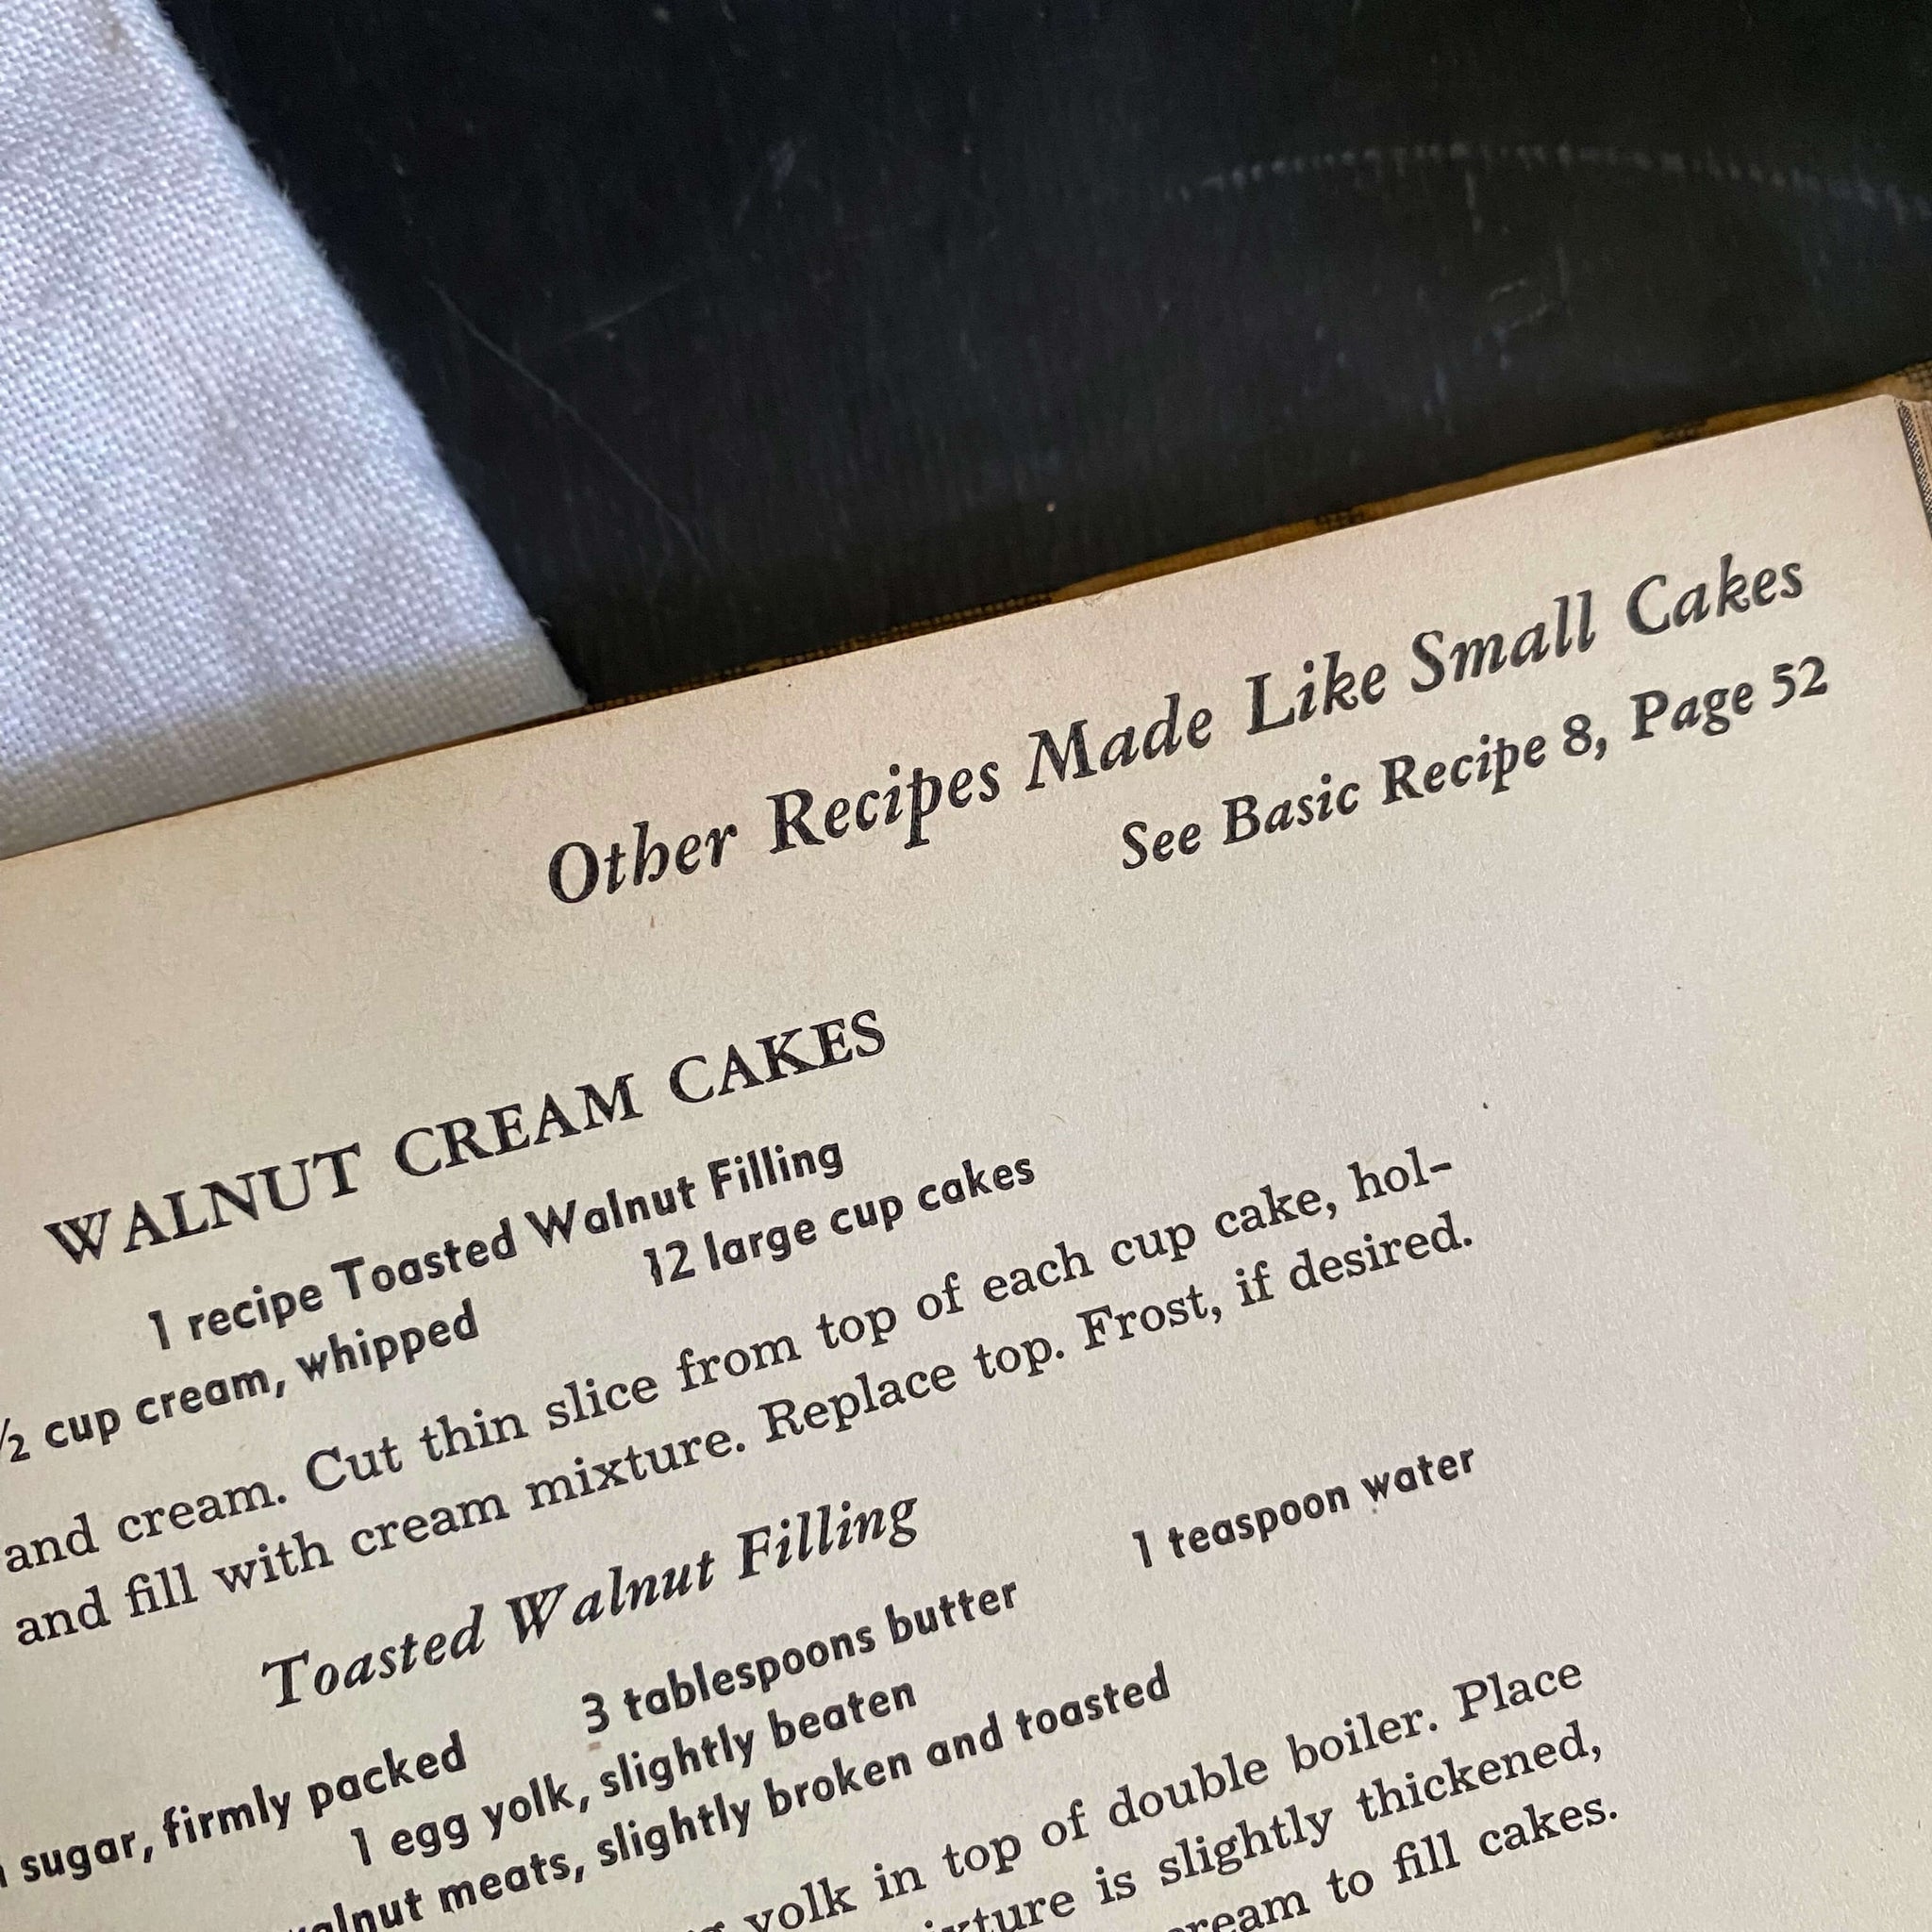 Other Recipes Made Like Small Cakes
See Basic Recipe 8, Page 52
WALNUT CREAM CAKES
1 recipe Toasted Walnut Filling
½ cup cream, whipped 12 large cup cakes
and cream. Cut thin slice from top of each cup cake, hol-
and fill with cream mixture. Replace top. Frost, if desired.
Toasted Walnut Filling
sugar, firmly packed 3 tablespoons butter 1 teaspoon water
1 egg yolk, slightly beaten
meats, slightly broken and toasted
yolk in top of double boiler. Place
is slightly thickened,
to fill cakes.